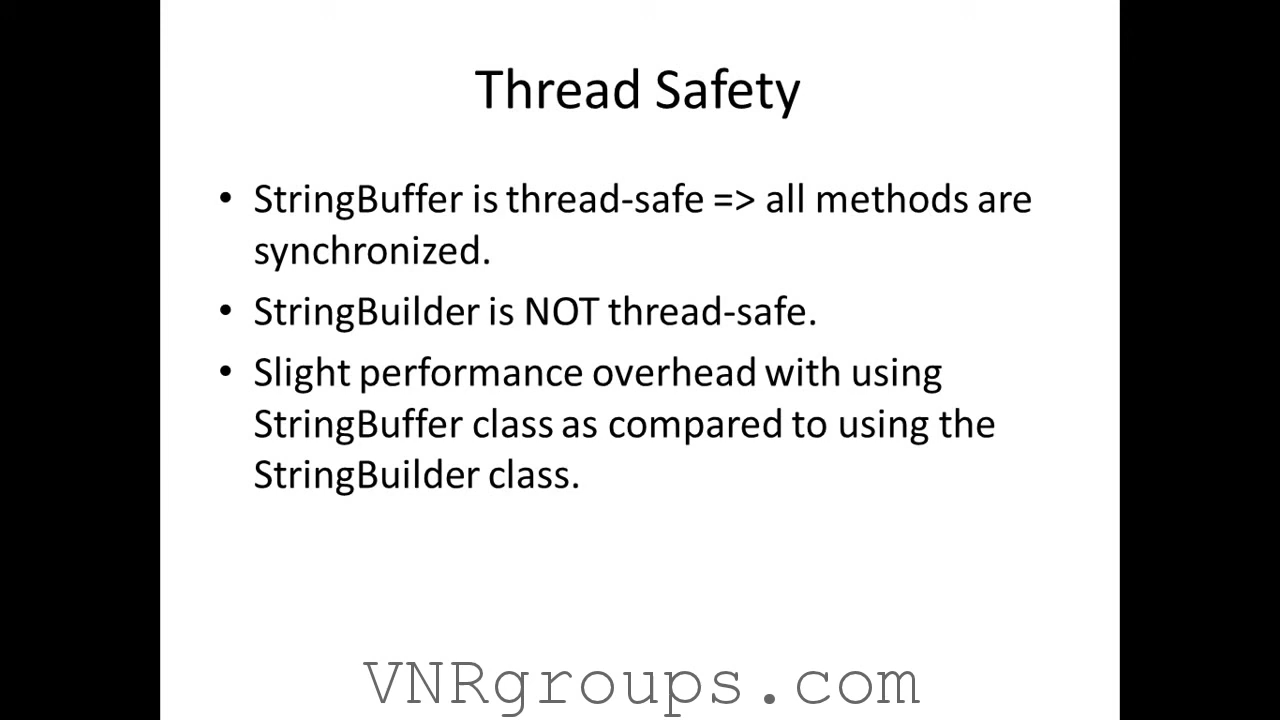 Thread Safety
• StringBuffer is thread-safe => all methods are
synchronized.
• StringBuilder is NOT thread-safe.
• Slight performance overhead with using
StringBuffer class as compared to using the
StringBuilder class.
VNRgroups.com